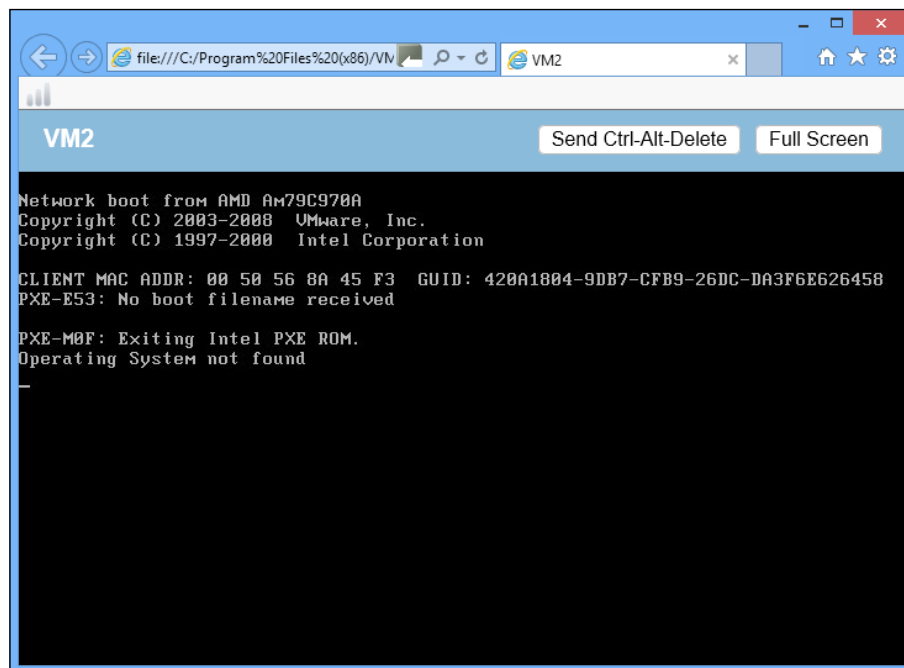 file:///C:/Program%20Files%20(x86)/VM
VM2
VM2
Send Ctrl-Alt-Delete
Full Screen
Network boot from AMD Am79C970A
Copyright (C) 2003-2008  VMware, Inc.
Copyright (C) 1997-2000  Intel Corporation
CLIENT MAC ADDR: 00 50 56 8A 45 F3  GUID: 420A1804-9DB7-CFB9-26DC-DA3F6E626458
PXE-E53: No boot filename received
PXE-M0F: Exiting Intel PXE ROM.
Operating System not found